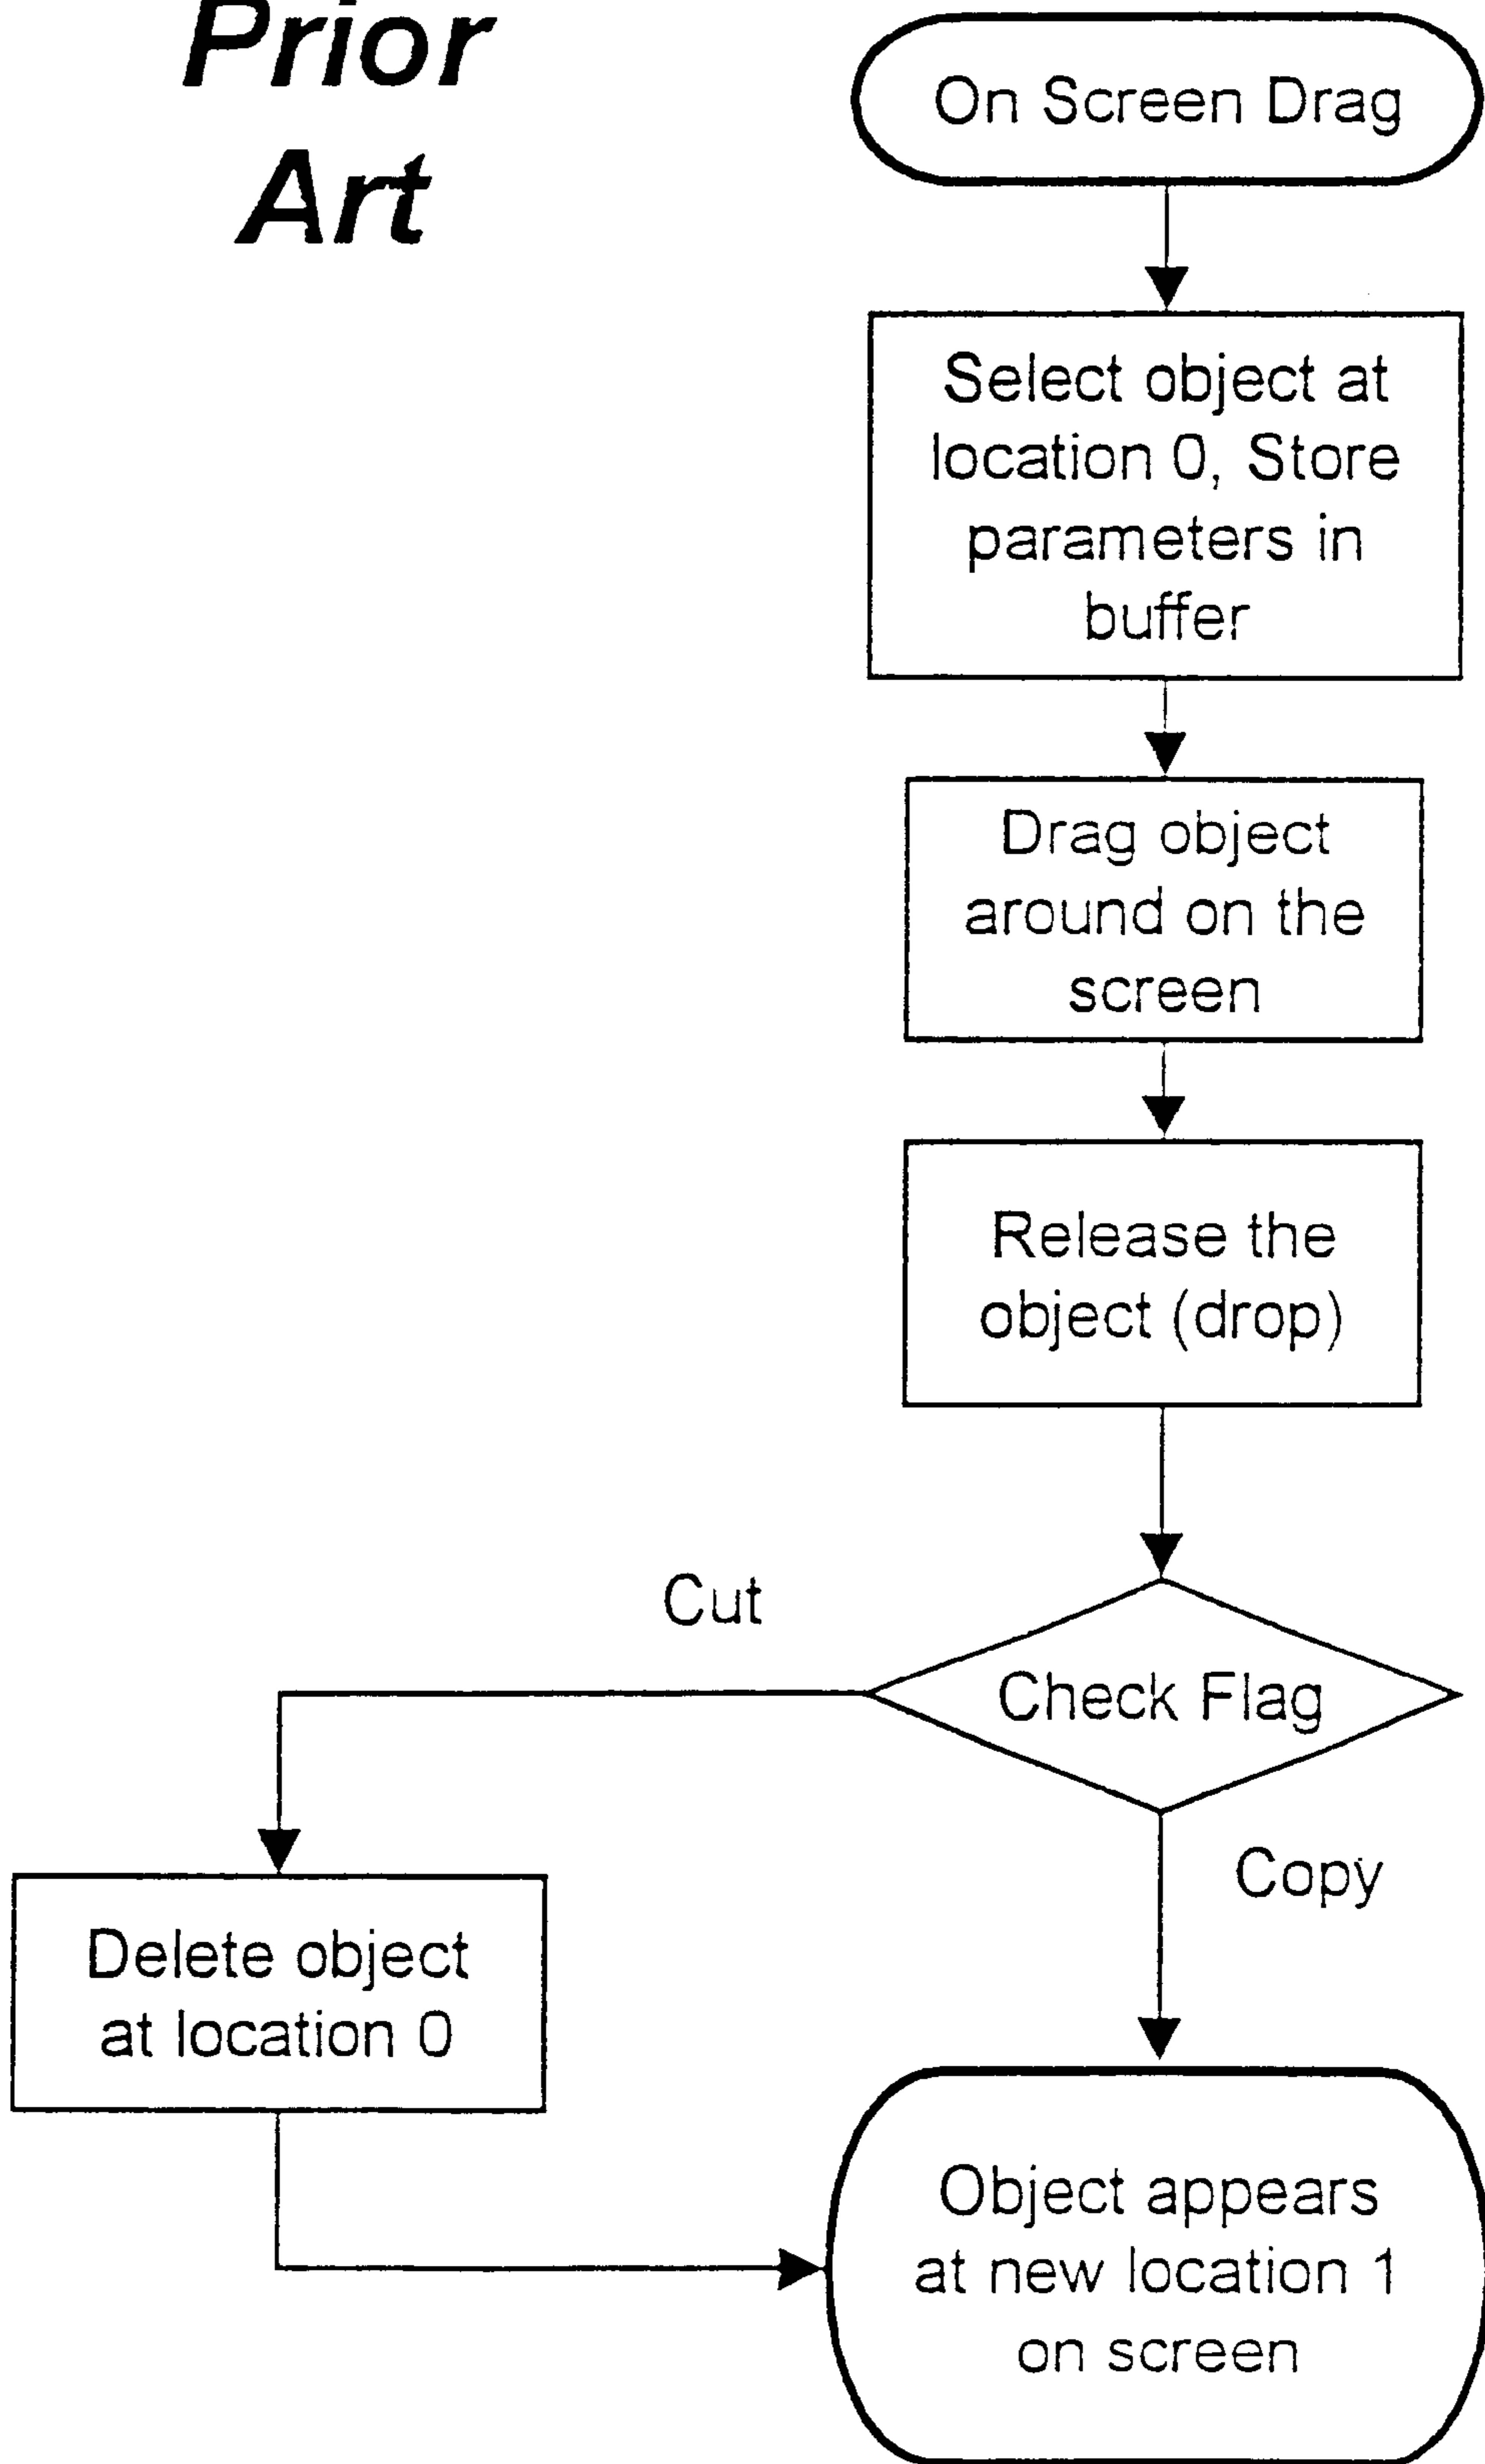 Prior
Art
On Screen Drag
Select object at
location 0, Store
parameters in
buffer
Drag object
around on the
screen
Release the
object (drop)
Cut
Check Flag
Copy
Delete object
at location 0
Object appears
at new location 1
on screen